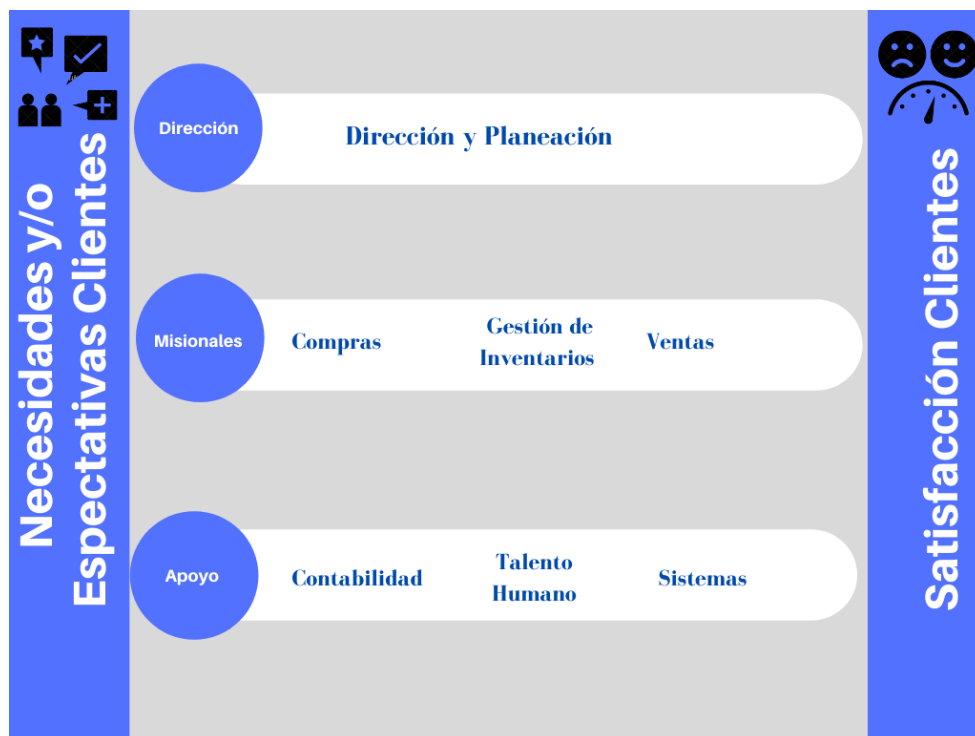 Necesidades y/o
Espectativas Clientes
Dirección
Dirección y Planeación
Misionales
Compras
Gestión de
Inventarios
Ventas
Apoyo
Contabilidad
Talento
Humano
Sistemas
Satisfacción Clientes